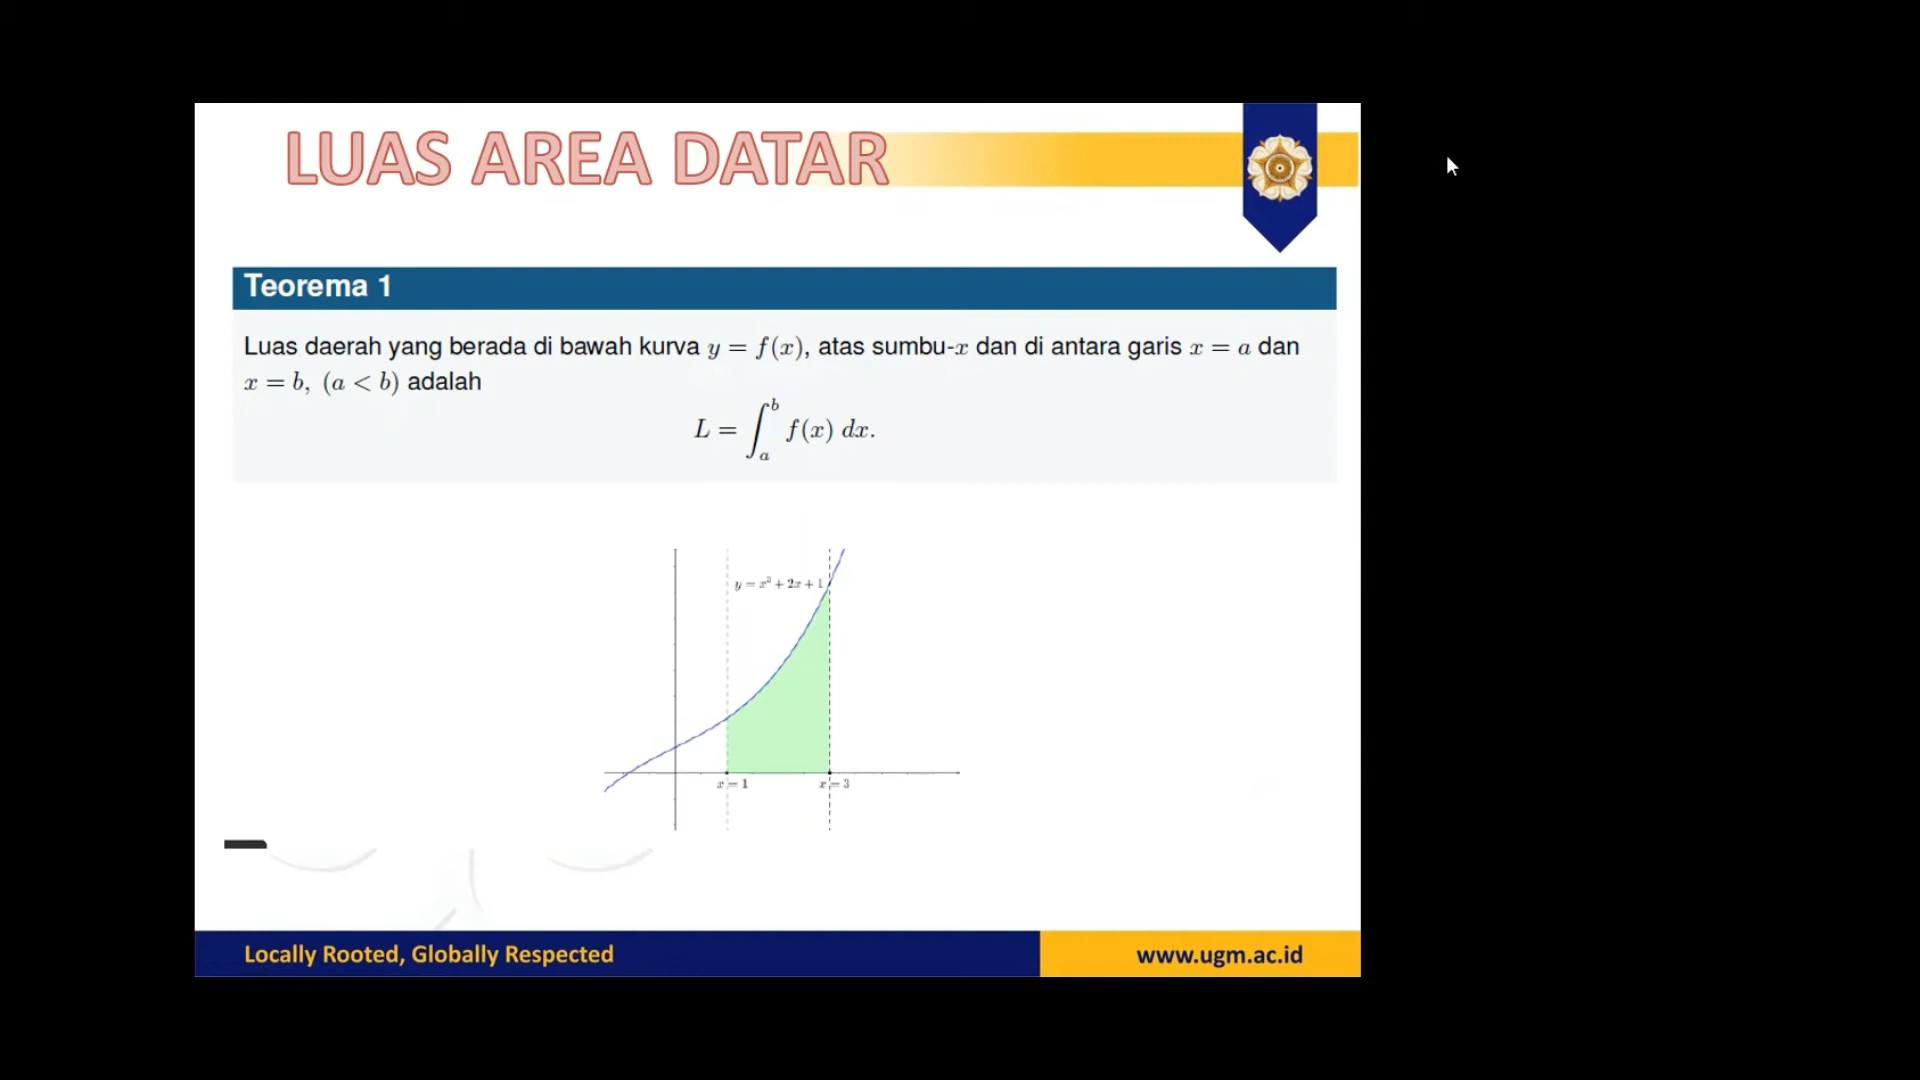 LUAS AREA DATAR
Teorema 1
Luas daerah yang berada di bawah kurva y = f(x), atas sumbu-x dan di antara garis x = a dan
x = b, (a < b) adalah
L = ∫_a^b f(x) dx.
y = x³ + 2x + 1
x = 1
x = 3
Locally Rooted, Globally Respected
www.ugm.ac.id